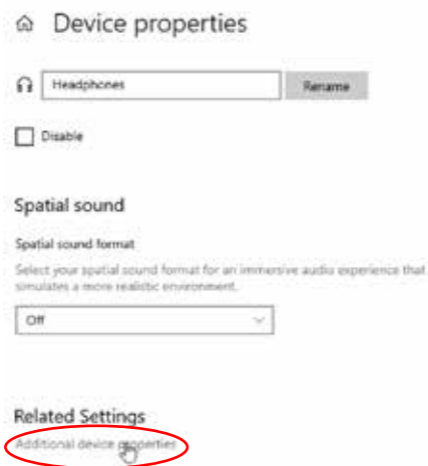 Device properties
Headphones
Rename
Disable
Spatial sound
Spatial sound format
Select your spatial sound format for an immersive audio experience that
simulates a more realistic environment.
Off
Related Settings
Additional device properties